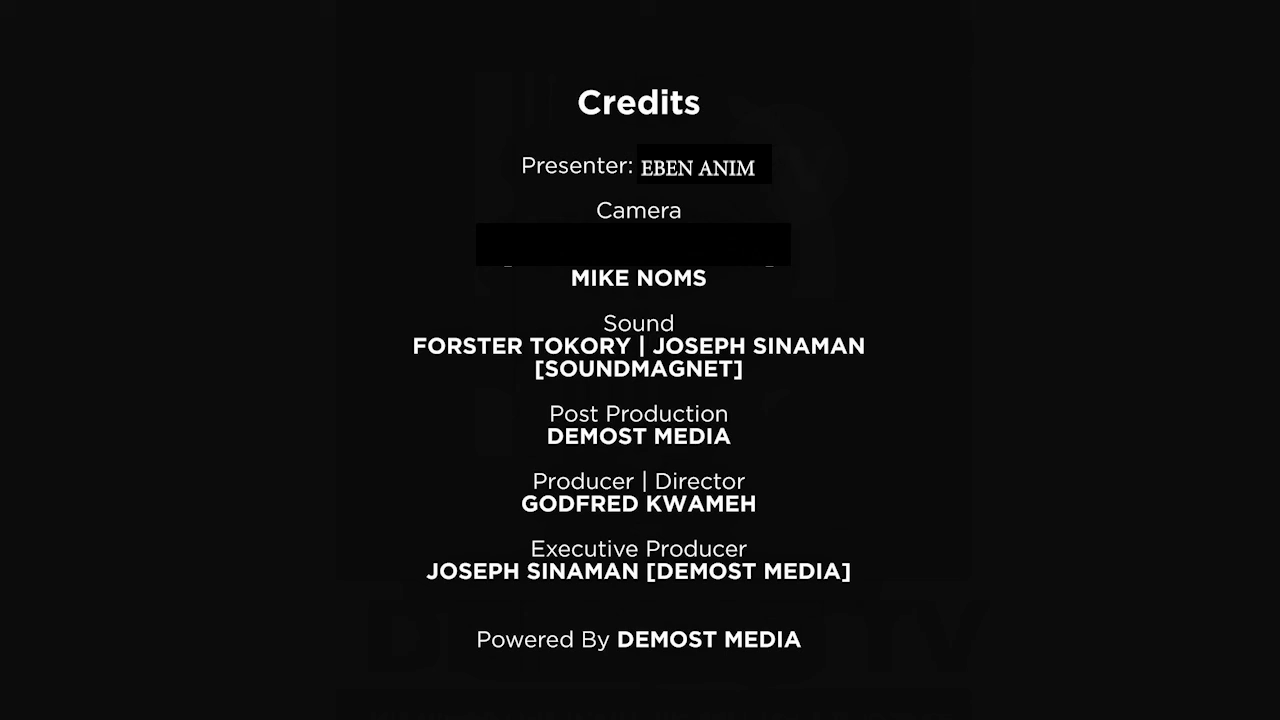 Credits
Presenter: EBEN ANIM
Camera
MIKE NOMS
Sound
FORSTER TOKORY | JOSEPH SINAMAN
[SOUNDMAGNET]
Post Production
DEMOST MEDIA
Producer | Director
GODFRED KWAMEH
Executive Producer
JOSEPH SINAMAN [DEMOST MEDIA]
Powered By DEMOST MEDIA